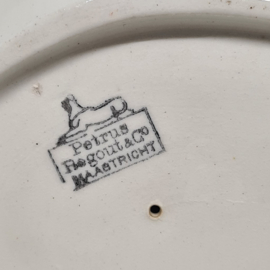 Petrus
Regout & Co
MAASTRICHT